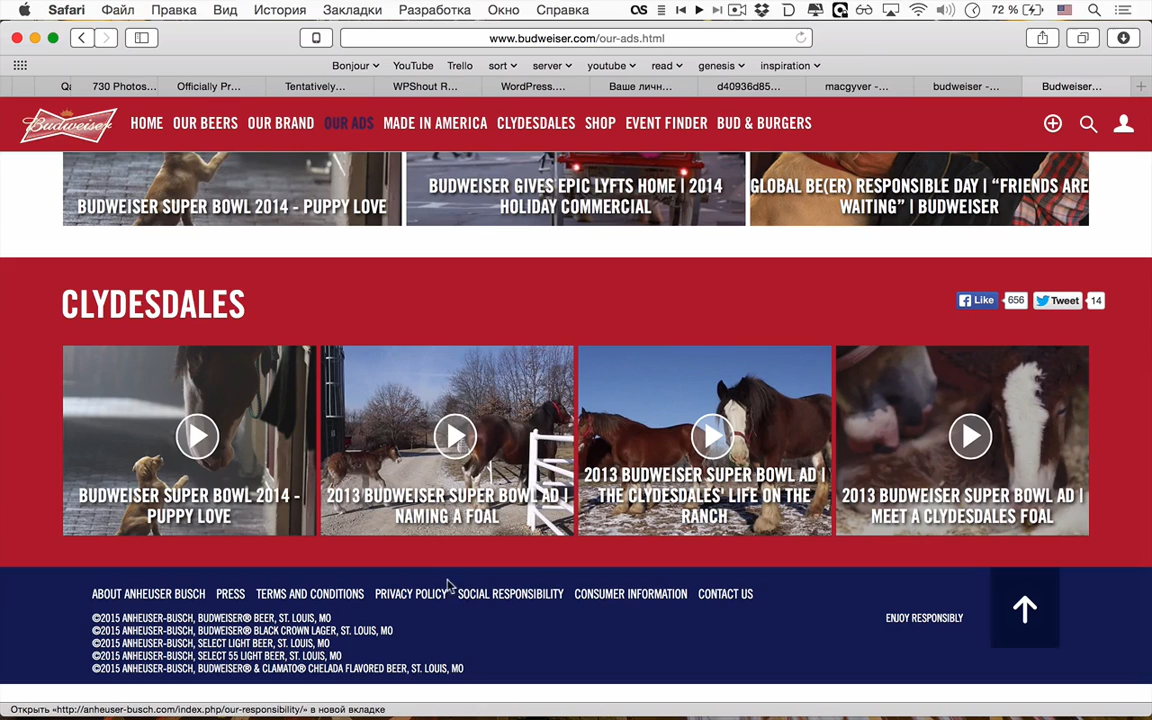 Safari Файл Правка Вид История Закладки Разработка Окно Справка 72 %
www.budweiser.com/our-ads.html
Bonjour YouTube Trello sort server youtube read genesis inspiration
Qi 730 Photos... Officially Pr... Tentatively... WPShout R... WordPress.... Ваше личн... d40936d85... macgyver -... budweiser -... Budweiser...
Budweiser HOME OUR BEERS OUR BRAND OUR ADS MADE IN AMERICA CLYDESDALES SHOP EVENT FINDER BUD & BURGERS
BUDWEISER SUPER BOWL 2014 - PUPPY LOVE
BUDWEISER GIVES EPIC LYFTS HOME | 2014
HOLIDAY COMMERCIAL
GLOBAL BE(ER) RESPONSIBLE DAY | “FRIENDS ARE
WAITING” | BUDWEISER
CLYDESDALES
Like 656 Tweet 14
BUDWEISER SUPER BOWL 2014 -
PUPPY LOVE
2013 BUDWEISER SUPER BOWL AD |
NAMING A FOAL
2013 BUDWEISER SUPER BOWL AD |
THE CLYDESDALES' LIFE ON THE
RANCH
2013 BUDWEISER SUPER BOWL AD |
MEET A CLYDESDALES FOAL
ABOUT ANHEUSER BUSCH PRESS TERMS AND CONDITIONS PRIVACY POLICY SOCIAL RESPONSIBILITY CONSUMER INFORMATION CONTACT US
©2015 ANHEUSER-BUSCH, BUDWEISER® BEER, ST. LOUIS, MO
©2015 ANHEUSER-BUSCH, BUDWEISER® BLACK CROWN LAGER, ST. LOUIS, MO
©2015 ANHEUSER-BUSCH, SELECT LIGHT BEER, ST. LOUIS, MO
©2015 ANHEUSER-BUSCH, SELECT 55 LIGHT BEER, ST. LOUIS, MO
©2015 ANHEUSER-BUSCH, BUDWEISER® & CLAMATO® CHELADA FLAVORED BEER, ST. LOUIS, MO
ENJOY RESPONSIBLY
Открыть «http://anheuser-busch.com/index.php/our-responsibility/» в новой вкладке